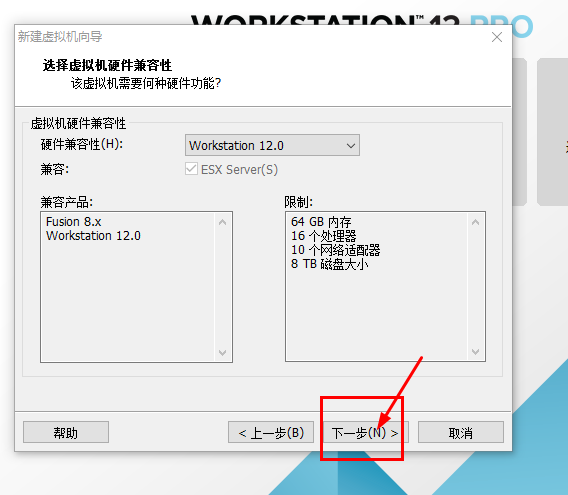 WORKSTATION™ 12 PRO
新建虚拟机向导
选择虚拟机硬件兼容性
该虚拟机需要何种硬件功能?
虚拟机硬件兼容性
硬件兼容性(H):
Workstation 12.0
兼容:
ESX Server(S)
兼容产品:
限制:
Fusion 8.x
Workstation 12.0
64 GB 内存
16 个处理器
10 个网络适配器
8 TB 磁盘大小
帮助
< 上一步(B)
下一步(N) >
取消